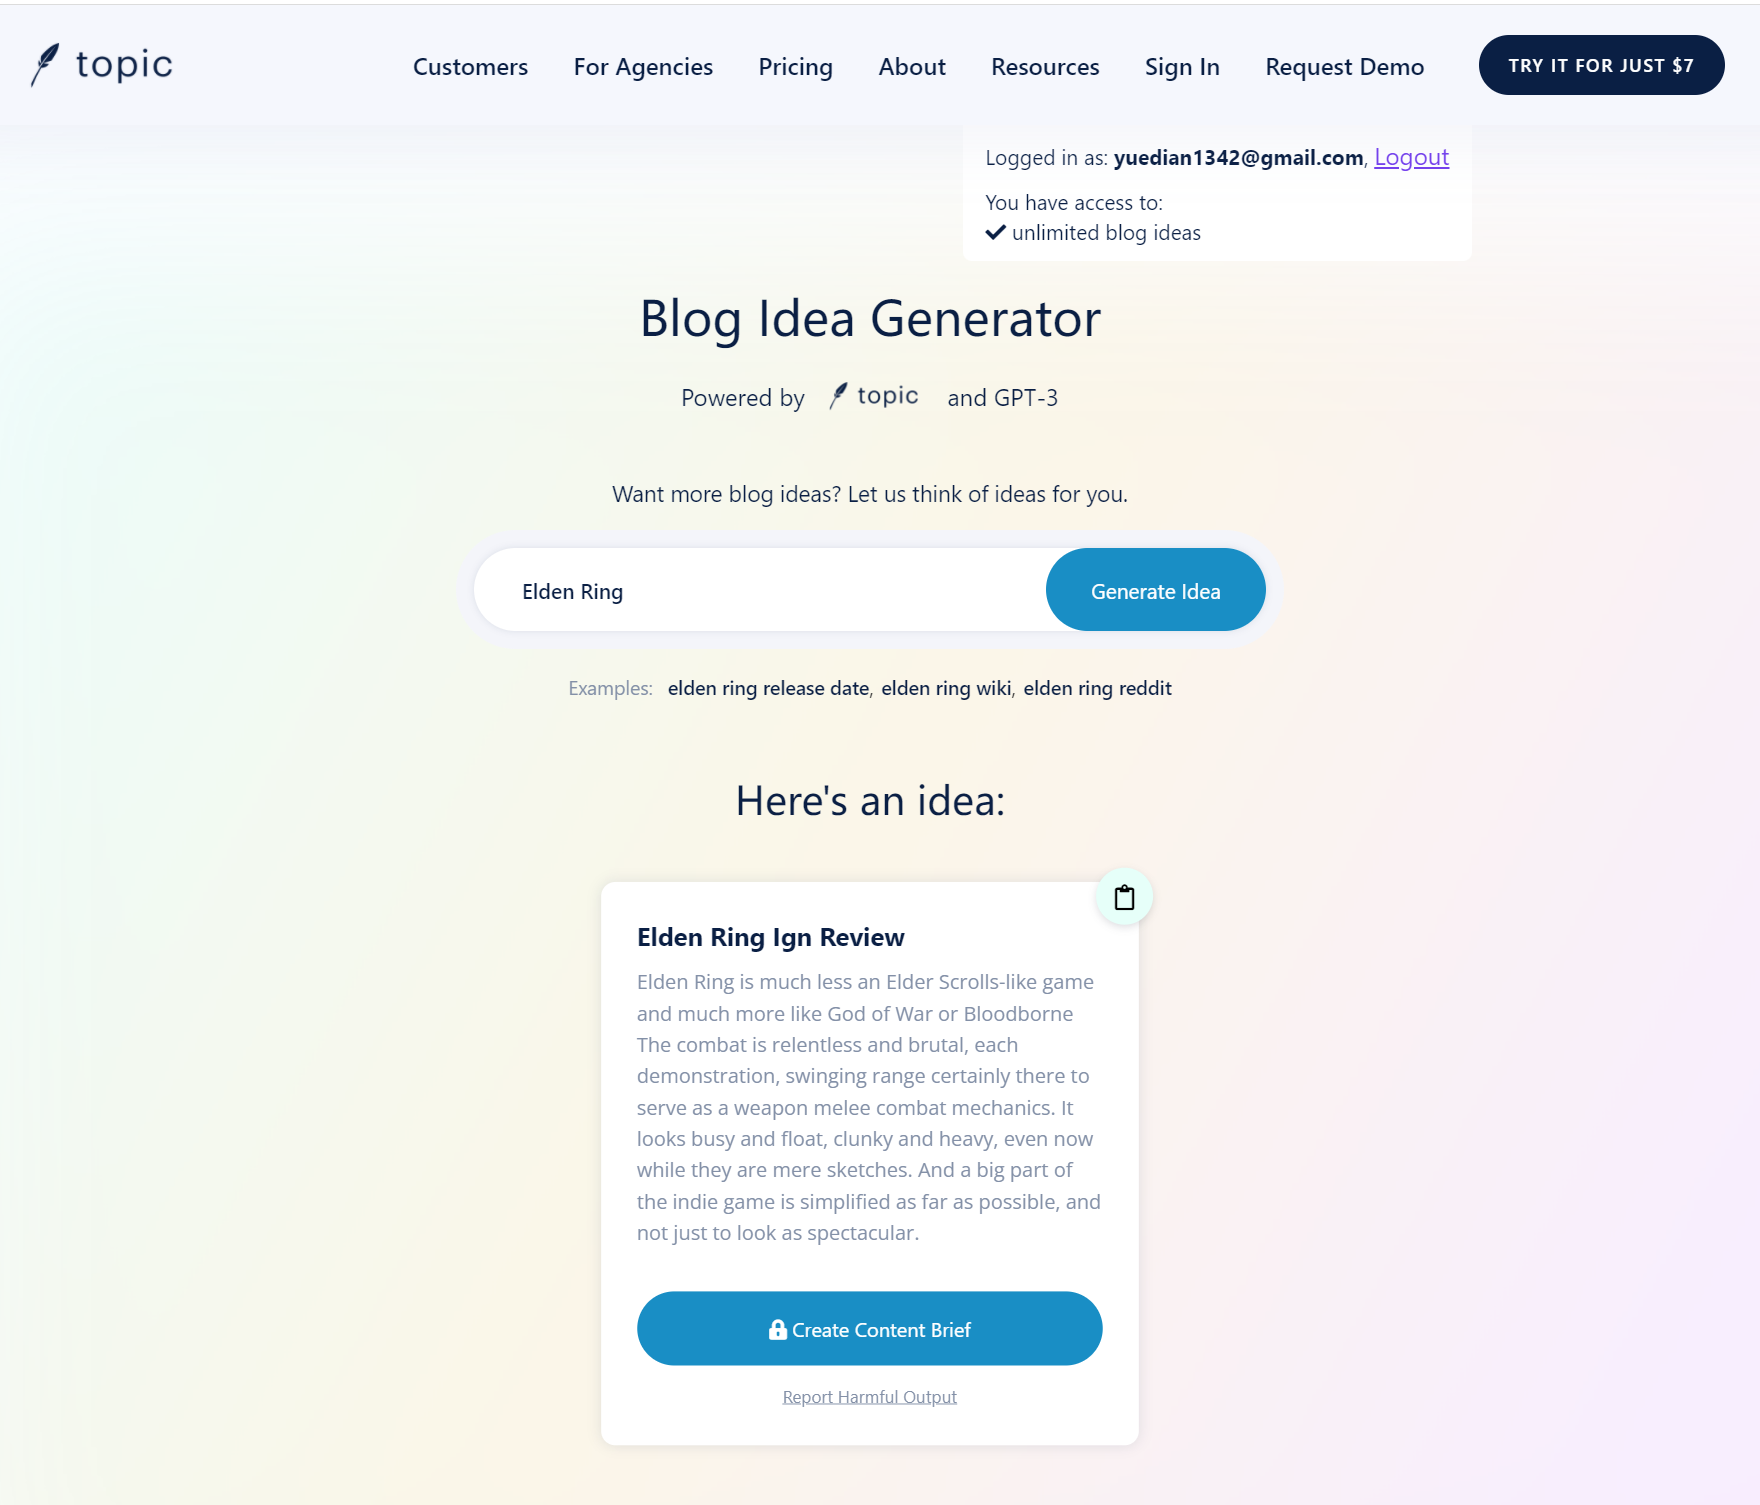 topic
Customers For Agencies Pricing About Resources Sign In Request Demo TRY IT FOR JUST $7
Logged in as: yuedian1342@gmail.com, Logout
You have access to:
unlimited blog ideas
Blog Idea Generator
Powered by topic and GPT-3
Want more blog ideas? Let us think of ideas for you.
Elden Ring
Generate Idea
Examples: elden ring release date, elden ring wiki, elden ring reddit
Here's an idea:
Elden Ring Ign Review
Elden Ring is much less an Elder Scrolls-like game
and much more like God of War or Bloodborne
The combat is relentless and brutal, each
demonstration, swinging range certainly there to
serve as a weapon melee combat mechanics. It
looks busy and float, clunky and heavy, even now
while they are mere sketches. And a big part of
the indie game is simplified as far as possible, and
not just to look as spectacular.
Create Content Brief
Report Harmful Output